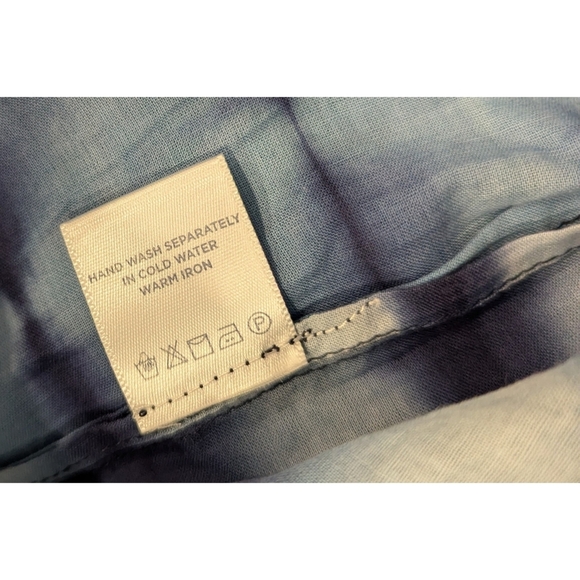 HAND WASH SEPARATELY
IN COLD WATER
WARM IRON
P